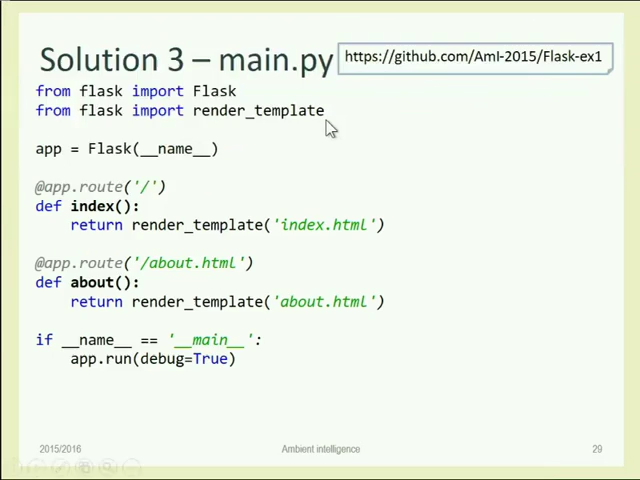 Solution 3 – main.py
https://github.com/AmI-2015/Flask-ex1
from flask import Flask
from flask import render_template
app = Flask(__name__)
@app.route('/')
def index():
    return render_template('index.html')
@app.route('/about.html')
def about():
    return render_template('about.html')
if __name__ == '__main__':
    app.run(debug=True)
2015/2016
Ambient intelligence
29